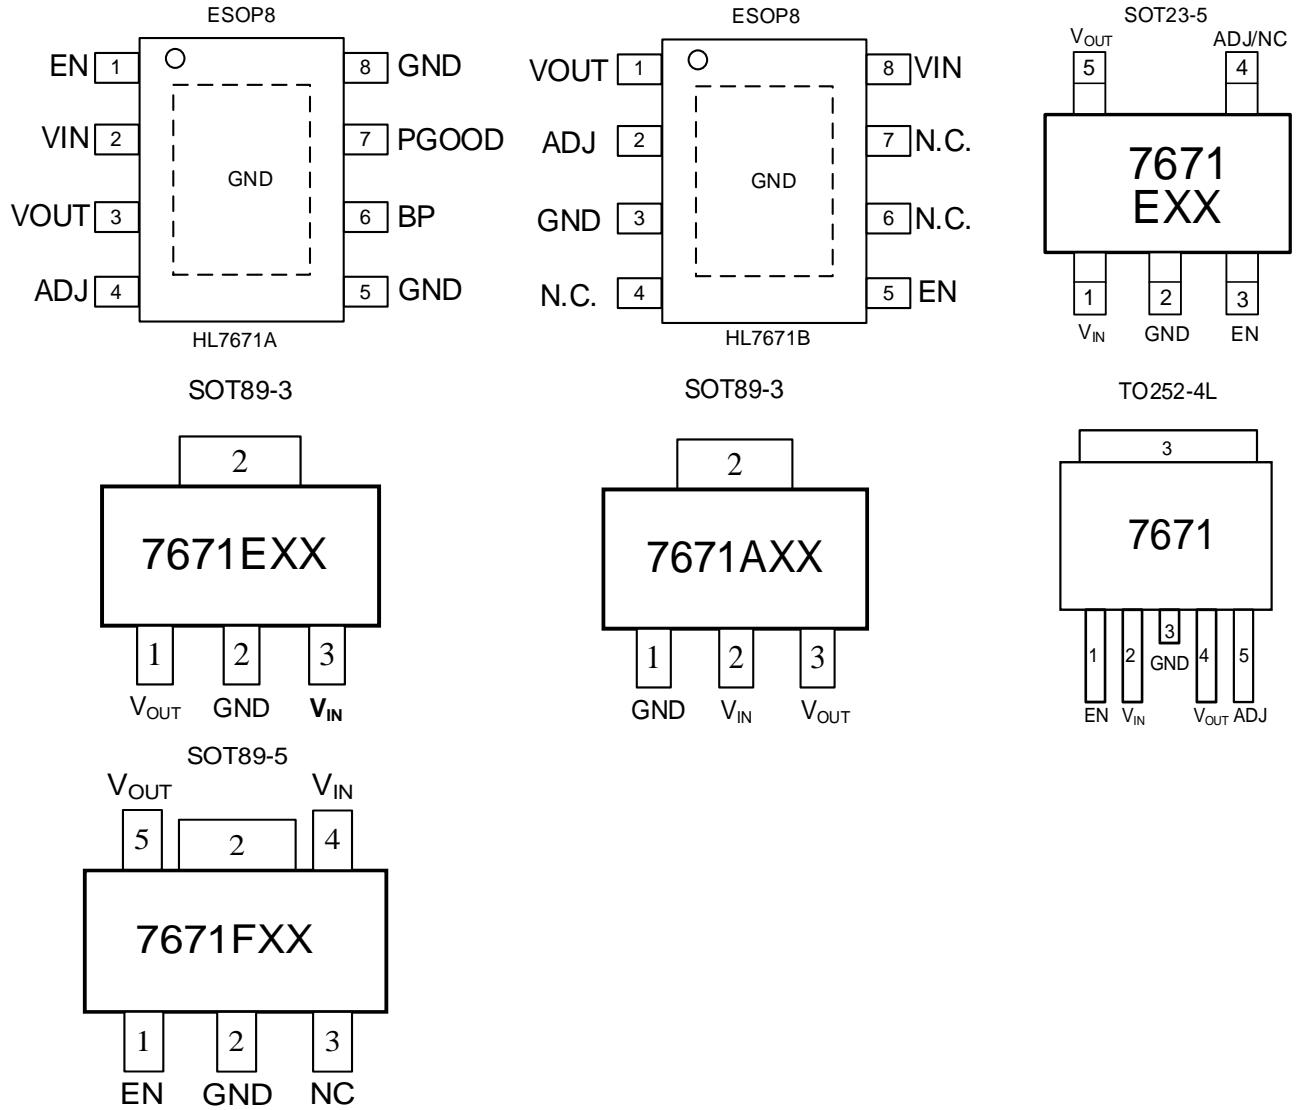 ESOP8
EN 1 8 GND
VIN 2 7 PGOOD
GND
VOUT 3 6 BP
ADJ 4 5 GND
HL7671A
ESOP8
VOUT 1 8 VIN
ADJ 2 7 N.C.
GND
GND 3 6 N.C.
N.C. 4 5 EN
HL7671B
SOT23-5
VOUT ADJ/NC
5 4
7671
EXX
1 2 3
VIN GND EN
SOT89-3
2
7671EXX
1 2 3
VOUT GND VIN
SOT89-3
2
7671AXX
1 2 3
GND VIN VOUT
TO252-4L
3
7671
1 2 3 4 5
GND
EN VIN VOUT ADJ
SOT89-5
VOUT VIN
5 2 4
7671FXX
1 2 3
EN GND NC